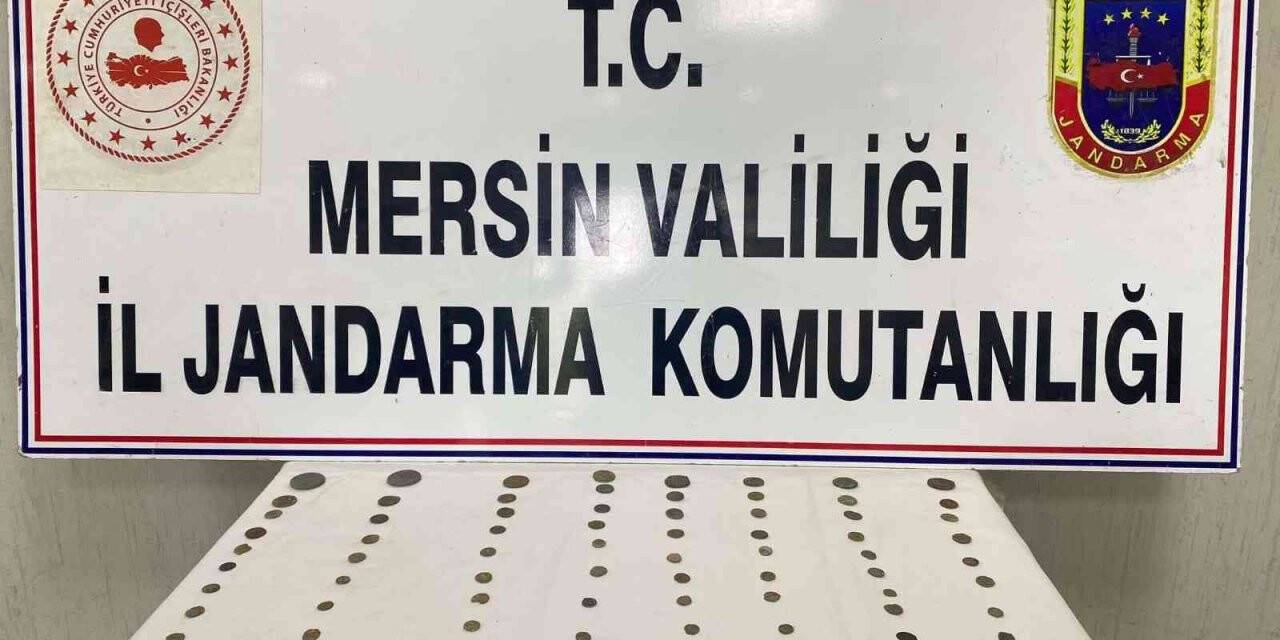 TÜRKİYE CUMHURİYETİ İÇİŞLERİ BAKANLIĞI
T.C.
1839
JANDARMA
MERSİN VALİLİĞİ
İL JANDARMA KOMUTANLIĞI